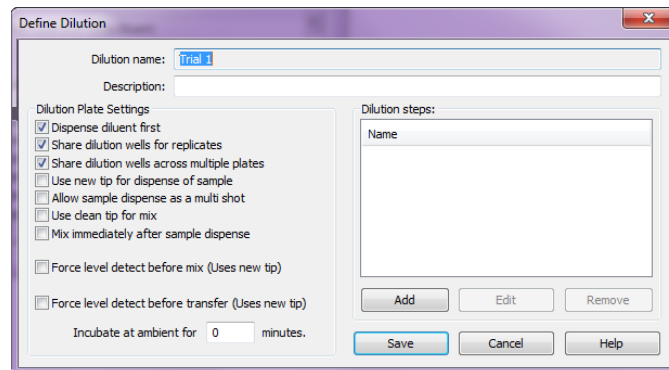 Define Dilution
Dilution name: Trial 1
Description:
Dilution Plate Settings
Dispense diluent first
Share dilution wells for replicates
Share dilution wells across multiple plates
Use new tip for dispense of sample
Allow sample dispense as a multi shot
Use clean tip for mix
Mix immediately after sample dispense
Force level detect before mix (Uses new tip)
Force level detect before transfer (Uses new tip)
Incubate at ambient for 0 minutes.
Dilution steps:
Name
Add Edit Remove
Save Cancel Help